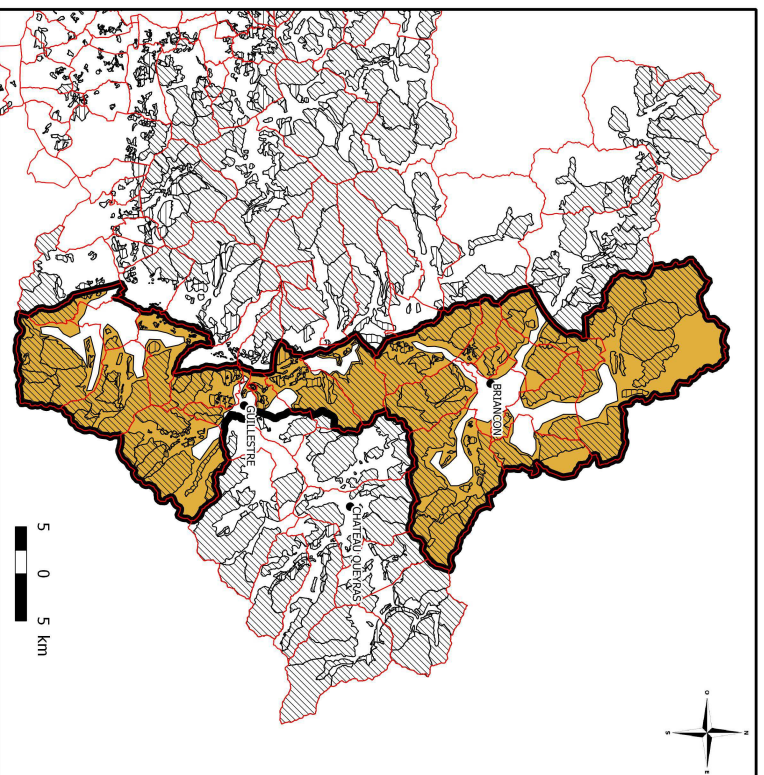 BRIANCON
GUILLESTRE
CHATEAU QUEYRAS
5 0 5 km
N
O
E
S